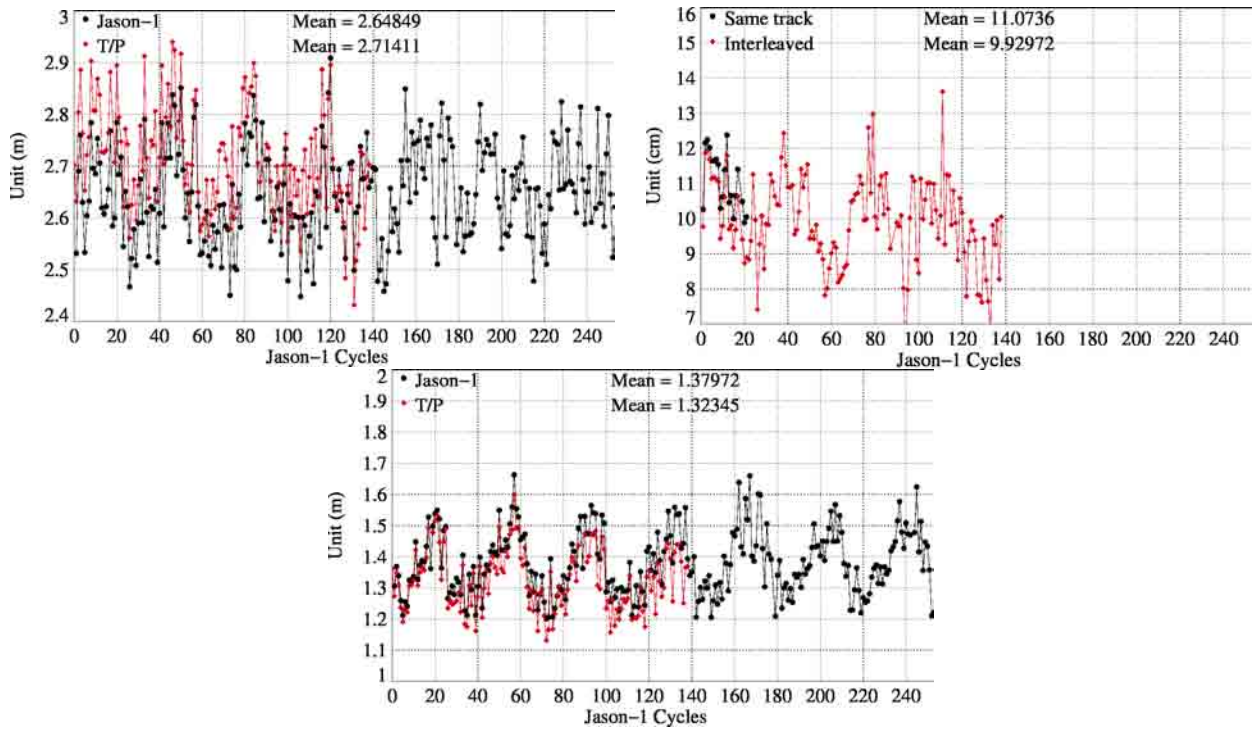 Jason−1 Mean = 2.64849
T/P Mean = 2.71411
3
2.9
2.8
2.7
2.6
2.5
2.4
Unit (m)
0 20 40 60 80 100 120 140 160 180 200 220 240
Jason−1 Cycles
Same track Mean = 11.0736
Interleaved Mean = 9.92972
16
15
14
13
12
11
10
9
8
7
Unit (cm)
0 20 40 60 80 100 120 140 160 180 200 220 240
Jason−1 Cycles
Jason−1 Mean = 1.37972
T/P Mean = 1.32345
2
1.9
1.8
1.7
1.6
1.5
1.4
1.3
1.2
1.1
1
Unit (m)
0 20 40 60 80 100 120 140 160 180 200 220 240
Jason−1 Cycles